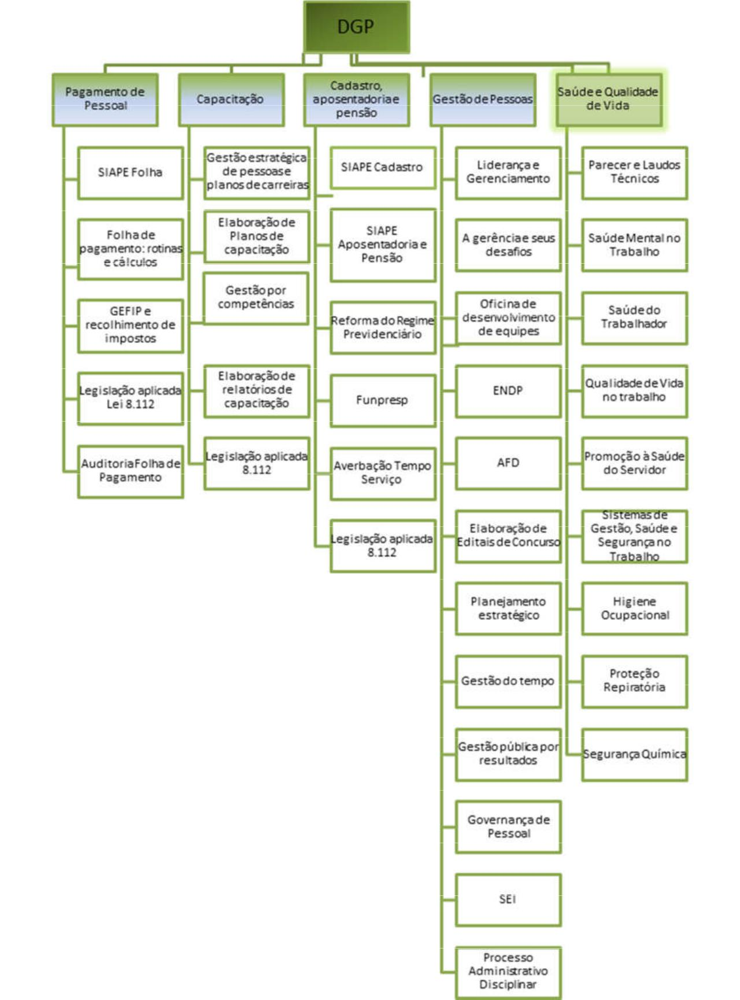 DGP
Pagamento de
Pessoal
SIAPE Folha
Folha de
pagamento: rotinas
e cálculos
GEFIP e
recolhimento de
impostos
Legislação aplicada
Lei 8.112
Auditoria Folha de
Pagamento
Capacitação
Gestão estratégica
de pessoas e
planos de carreiras
Elaboração de
Planos de
capacitação
Gestão por
competências
Elaboração de
relatórios de
capacitação
Legislação aplicada
8.112
Cadastro,
aposentadoria e
pensão
SIAPE Cadastro
SIAPE
Aposentadoria e
Pensão
Reforma do Regime
Previdenciário
Funpresp
Averbação Tempo
Serviço
Legislação aplicada
8.112
Gestão de Pessoas
Liderança e
Gerenciamento
A gerência e seus
desafios
Oficina de
desenvolvimento
de equipes
ENDP
AFD
Elaboração de
Editais de Concurso
Planejamento
estratégico
Gestão do tempo
Gestão pública por
resultados
Governança de
Pessoal
SEI
Processo
Administrativo
Disciplinar
Saúde e Qualidade
de Vida
Parecer e Laudos
Técnicos
Saúde Mental no
Trabalho
Saúde do
Trabalhador
Qualidade de Vida
no trabalho
Promoção à Saúde
do Servidor
Sistemas de
Gestão, Saúde e
Segurança no
Trabalho
Higiene
Ocupacional
Proteção
Repiratória
Segurança Química